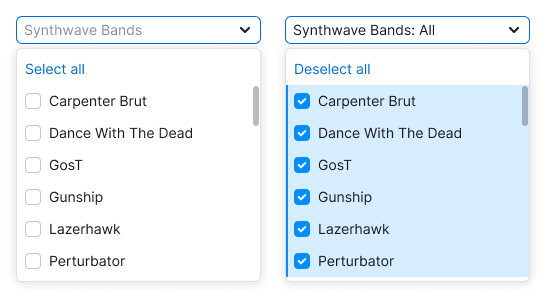 Synthwave Bands
Select all
Carpenter Brut
Dance With The Dead
GosT
Gunship
Lazerhawk
Perturbator
Synthwave Bands: All
Deselect all
Carpenter Brut
Dance With The Dead
GosT
Gunship
Lazerhawk
Perturbator